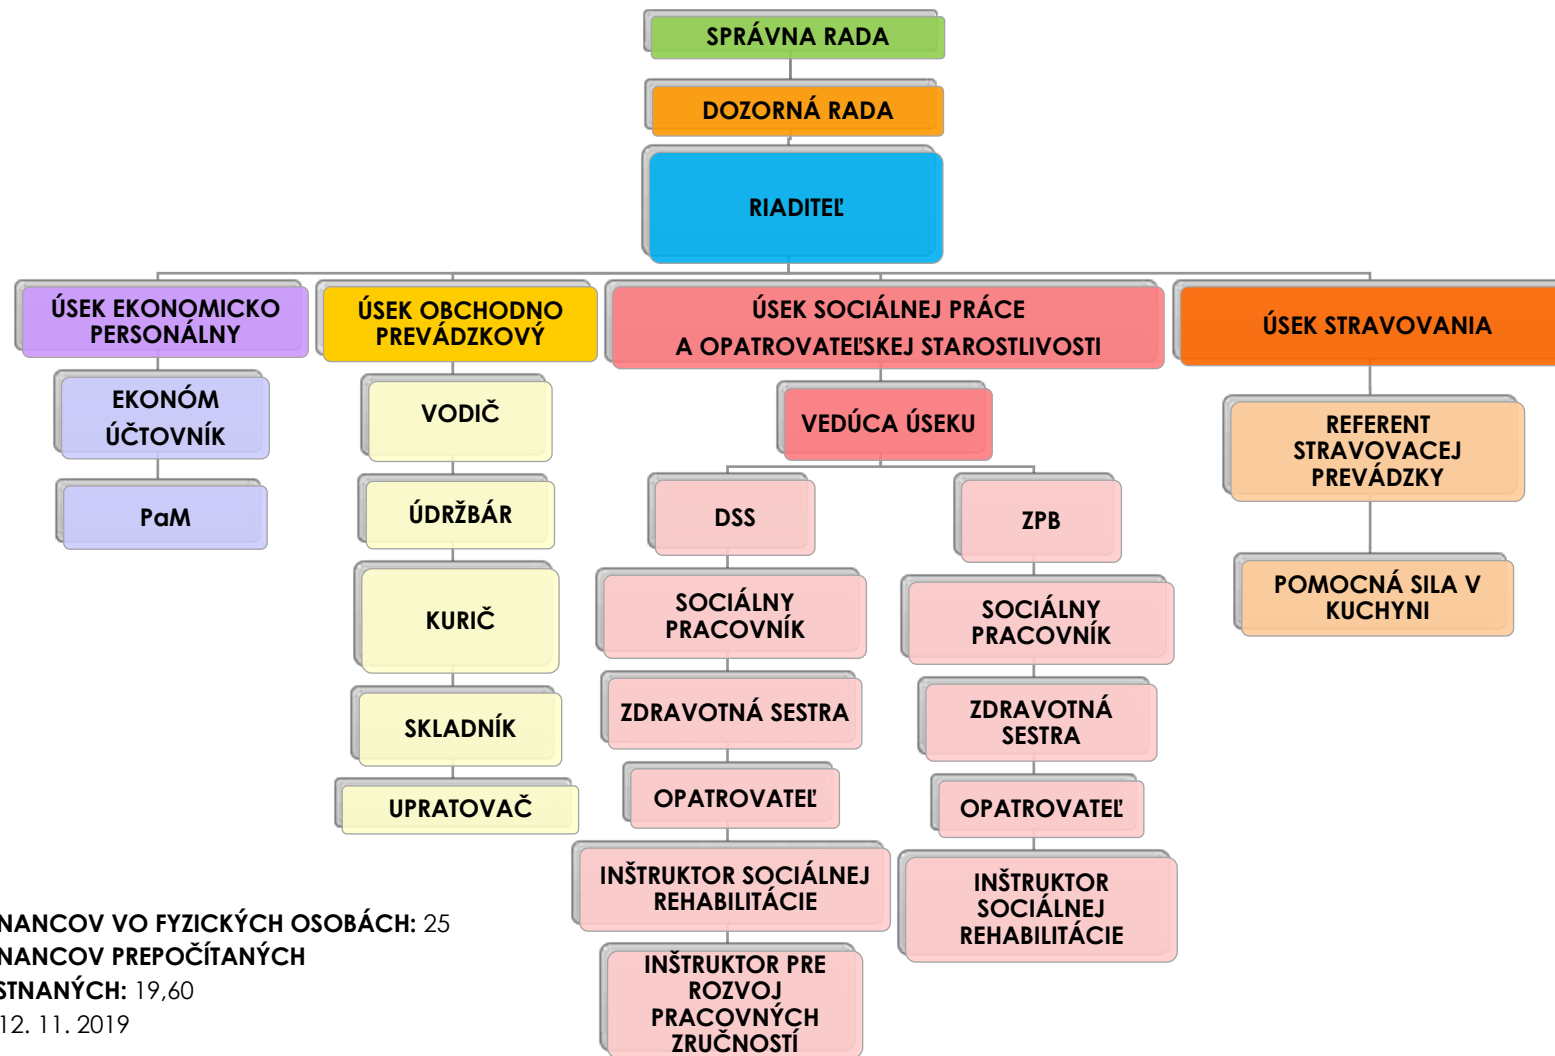 SPRÁVNA RADA
DOZORNÁ RADA
RIADITEĽ
ÚSEK EKONOMICKO
PERSONÁLNY
EKONÓM
ÚČTOVNÍK
PaM
ÚSEK OBCHODNO
PREVÁDZKOVÝ
VODIČ
ÚDRŽBÁR
KURIČ
SKLADNÍK
UPRATOVAČ
ÚSEK SOCIÁLNEJ PRÁCE
A OPATROVATEĽSKEJ STAROSTLIVOSTI
VEDÚCA ÚSEKU
DSS
SOCIÁLNY
PRACOVNÍK
ZDRAVOTNÁ SESTRA
OPATROVATEĽ
INŠTRUKTOR SOCIÁLNEJ
REHABILITÁCIE
INŠTRUKTOR PRE
ROZVOJ
PRACOVNÝCH
ZRUČNOSTÍ
ZPB
SOCIÁLNY
PRACOVNÍK
ZDRAVOTNÁ
SESTRA
OPATROVATEĽ
INŠTRUKTOR
SOCIÁLNEJ
REHABILITÁCIE
ÚSEK STRAVOVANIA
REFERENT
STRAVOVACEJ
PREVÁDZKY
POMOCNÁ SILA V
KUCHYNI
NANCOV VO FYZICKÝCH OSOBÁCH: 25
NANCOV PREPOČÍTANÝCH
STNANÝCH: 19,60
12. 11. 2019